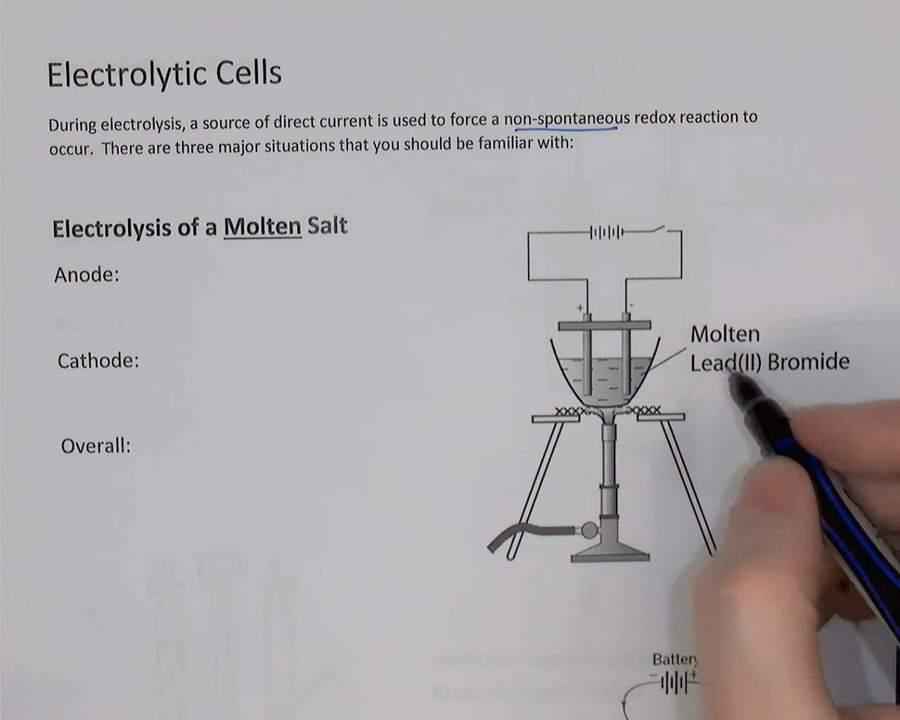 Electrolytic Cells
During electrolysis, a source of direct current is used to force a non-spontaneous redox reaction to
occur. There are three major situations that you should be familiar with:
Electrolysis of a Molten Salt
Anode:
Cathode:
Overall:
+ -
Molten
Lead(II) Bromide
Battery
- +